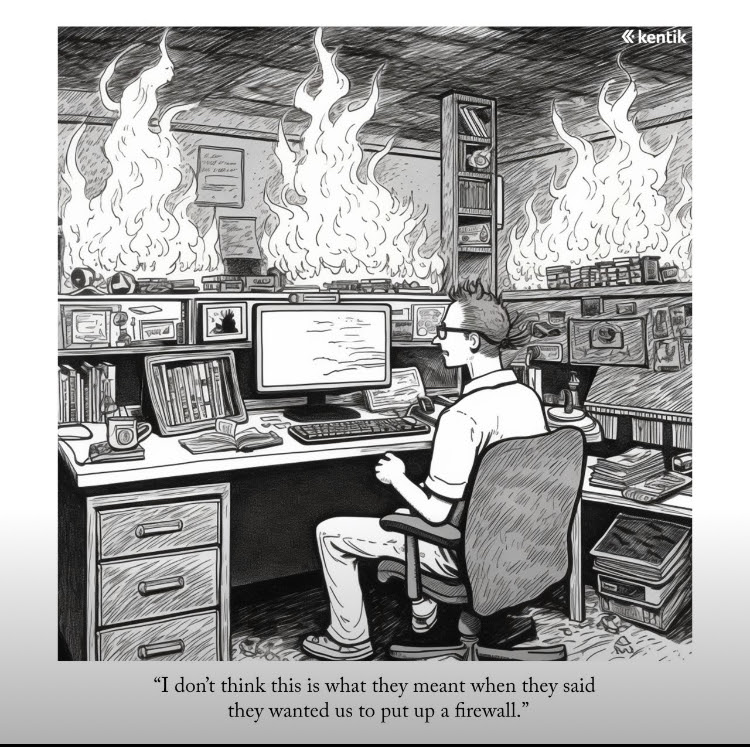 kentik
“I don’t think this is what they meant when they said
they wanted us to put up a firewall.”